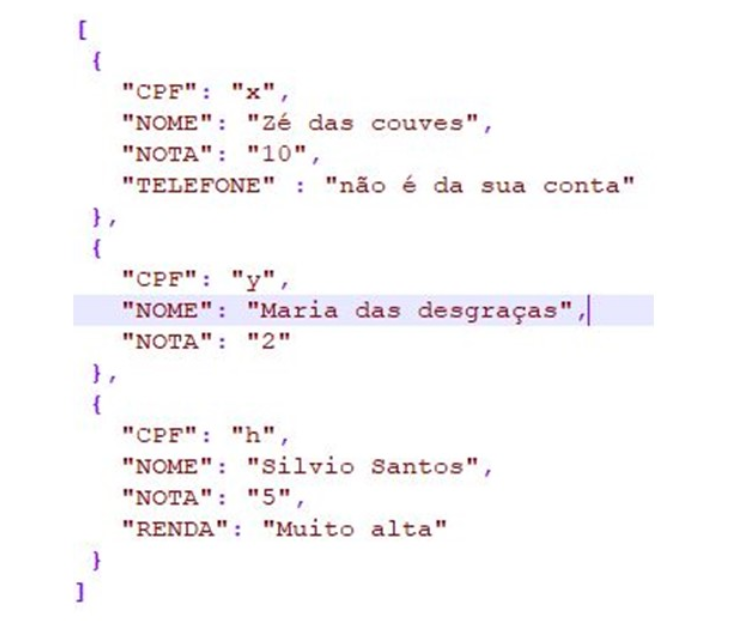 [
{
"CPF": "x",
"NOME": "Zé das couves",
"NOTA": "10",
"TELEFONE" : "não é da sua conta"
},
{
"CPF": "y",
"NOME": "Maria das desgraças",
"NOTA": "2"
},
{
"CPF": "h",
"NOME": "Silvio Santos",
"NOTA": "5",
"RENDA": "Muito alta"
}
]